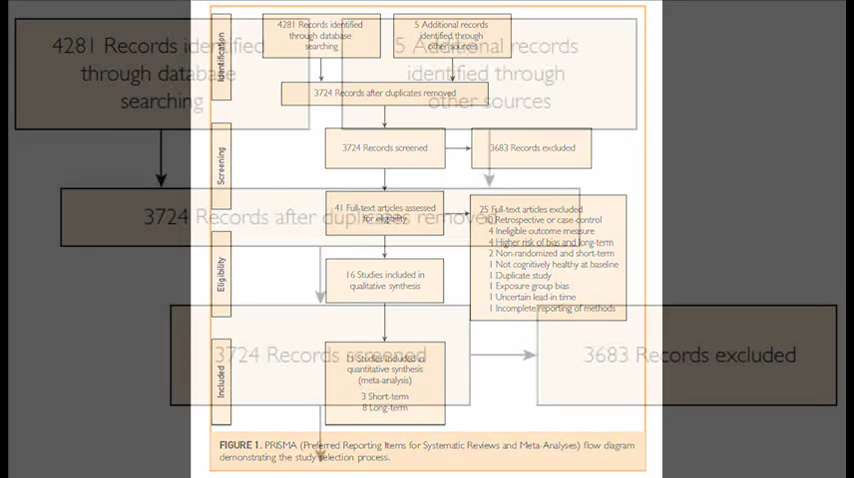 4281 Records identified
through database
searching
5 Additional records
identified through
other sources
3724 Records after duplicates removed
3724 Records screened
3683 Records excluded
Identification
4281 Records identified
through database
searching
5 Additional records
identified through
other sources
3724 Records after duplicates removed
Screening
3724 Records screened
3683 Records excluded
Eligibility
41 Full-text articles assessed
for eligibility
25 Full-text articles excluded
10 Retrospective or case-control
4 Ineligible outcome measure
4 Higher risk of bias and long-term
2 Non-randomized and short-term
1 Not cognitively healthy at baseline
1 Duplicate study
1 Exposure group bias
1 Uncertain lead in time
1 Incomplete reporting of methods
16 Studies included in
qualitative synthesis
Included
11 Studies included in
quantitative synthesis
(meta-analysis)
3 Short-term
8 Long-term
FIGURE 1. PRISMA (Preferred Reporting Items for Systematic Reviews and Meta-Analyses) flow diagram
demonstrating the study selection process.